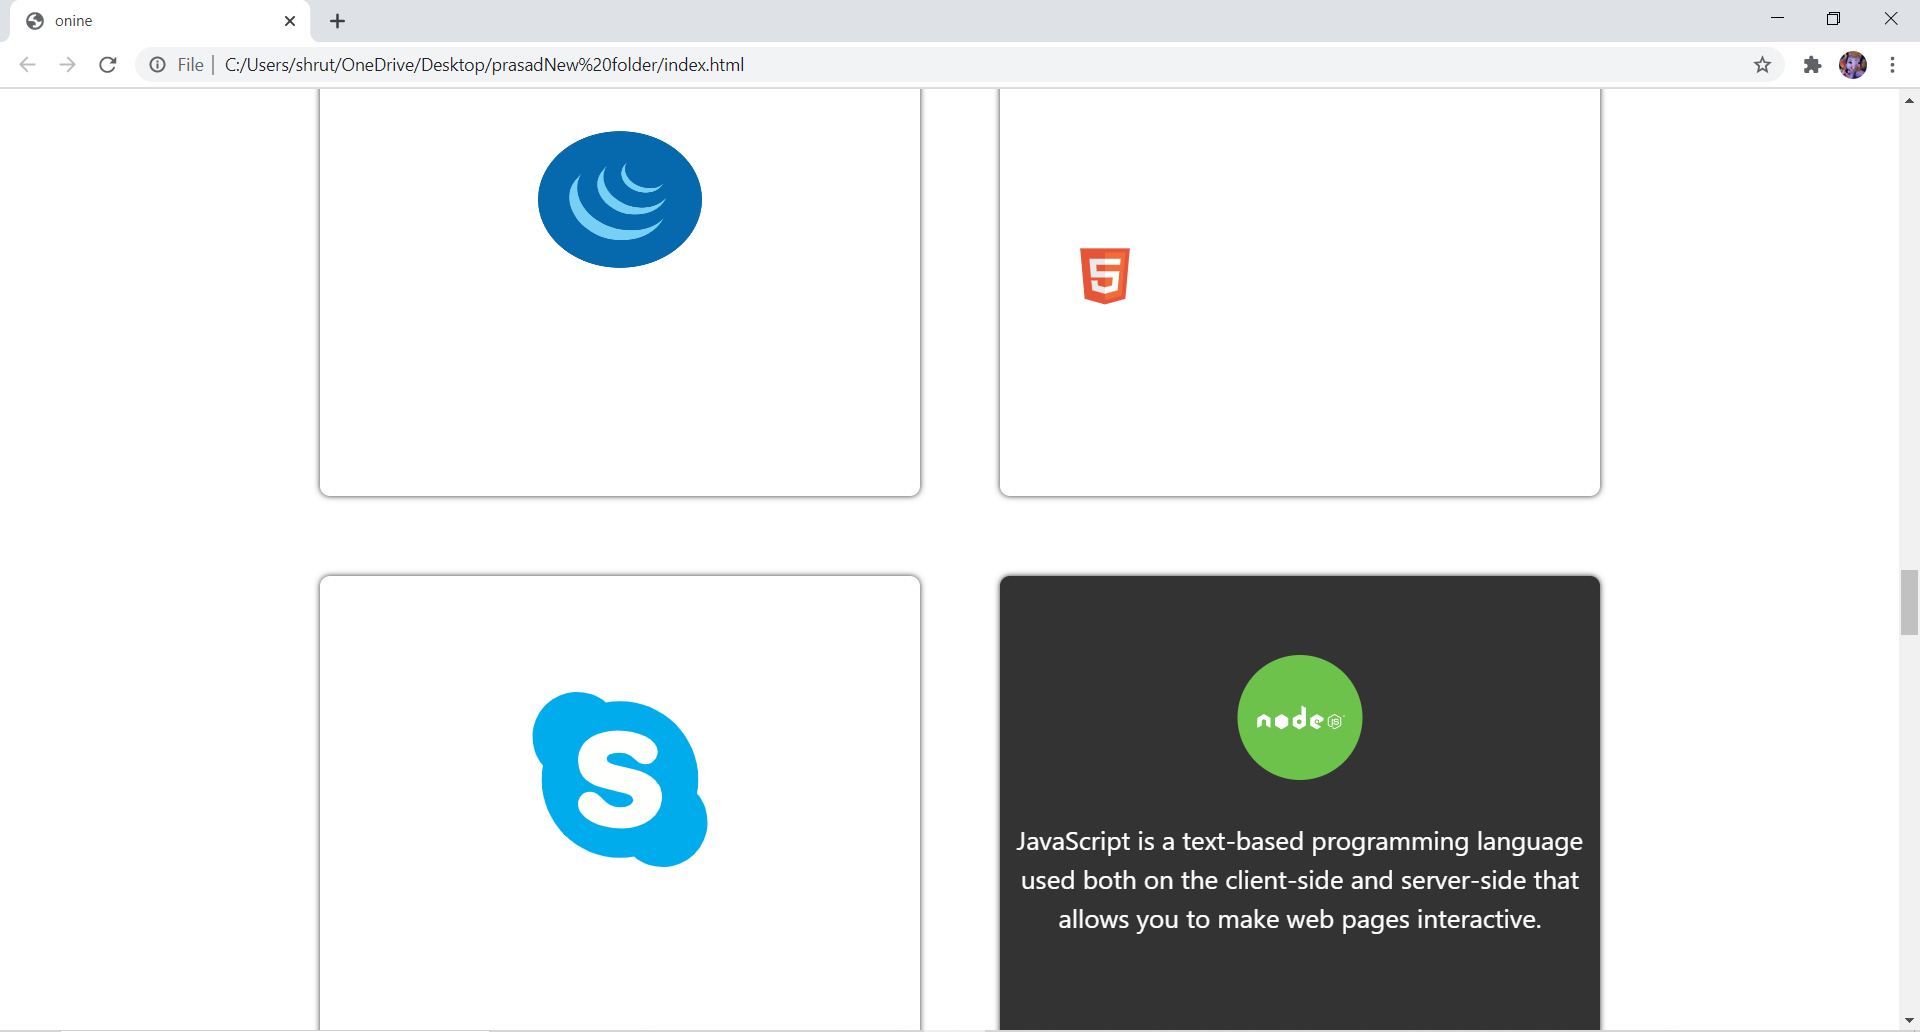 onine
File
C:/Users/shrut/OneDrive/Desktop/prasadNew%20folder/index.html
5
S
node JS
JavaScript is a text-based programming language
used both on the client-side and server-side that
allows you to make web pages interactive.